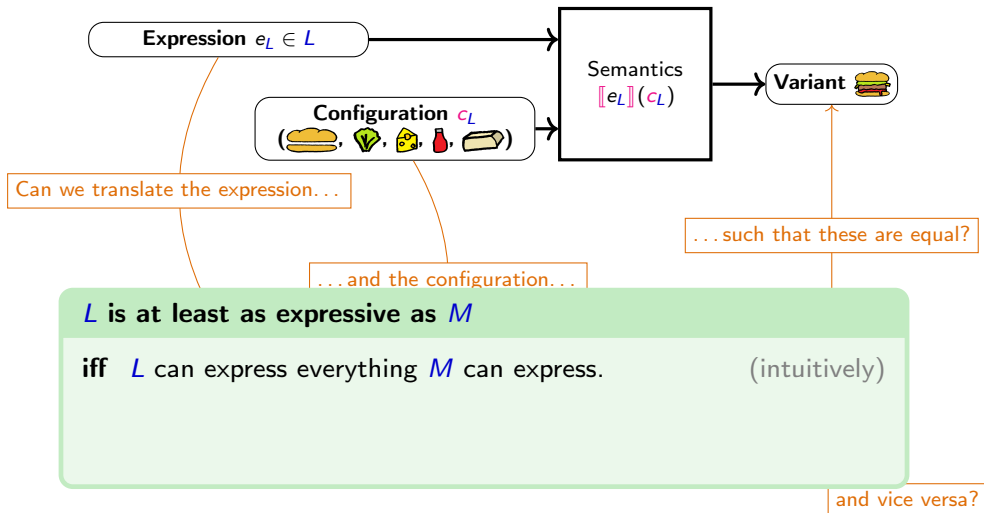 Expression e_L ∈ L
Semantics
⟦e_L⟧(c_L)
Variant
Configuration c_L
( , , , , )
Can we translate the expression...
...such that these are equal?
...and the configuration...
L is at least as expressive as M
iff L can express everything M can express. (intuitively)
and vice versa?